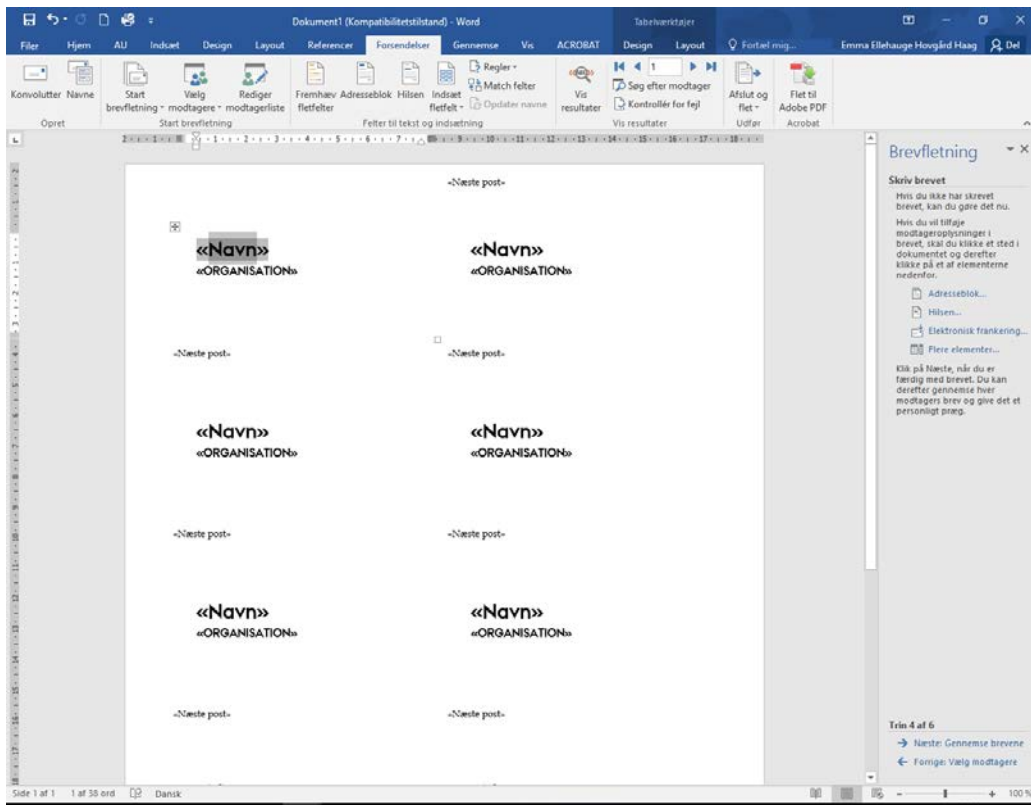 Dokument1 (Kompatibilitetstilstand) - Word
Tabelværktøjer
Filer Hjem AU Indsæt Design Layout Referencer Forsendelser Gennemse Vis ACROBAT Design Layout Fortæl mig... Emma Ellehauge Hovgård Haag Del
Konvolutter Navne
Start brevfletning
Vælg modtagere
Rediger modtagerliste
Fremhæv fletfelter
Adresseblok
Hilsen
Indsæt fletfelt
Regler
Match felter
Opdater navne
Vis resultater
1
Søg efter modtager
Kontrollér for fejl
Afslut og flet
Flet til Adobe PDF
Opret
Start brevfletning
Felter til tekst og indsætning
Vis resultater
Udfør
Acrobat
«Næste post»
«Navn» «Navn»
«ORGANISATION» «ORGANISATION»
«Næste post» «Næste post»
«Navn» «Navn»
«ORGANISATION» «ORGANISATION»
«Næste post» «Næste post»
«Navn» «Navn»
«ORGANISATION» «ORGANISATION»
«Næste post» «Næste post»
Brevfletning
Skriv brevet
Hvis du ikke har skrevet
brevet, kan du gøre det nu.
Hvis du vil tilføje
modtageroplysninger i
brevet, skal du klikke et sted i
dokumentet og derefter
klikke på et af elementerne
nedenfor.
Adresseblok...
Hilsen...
Elektronisk frankering...
Flere elementer...
Klik på Næste, når du er
færdig med brevet. Du kan
derefter gennemse hver
modtagers brev og give det et
personligt præg.
Trin 4 af 6
Næste: Gennemse brevene
Forrige: Vælg modtagere
Side 1 af 1 1 af 38 ord Dansk 100 %